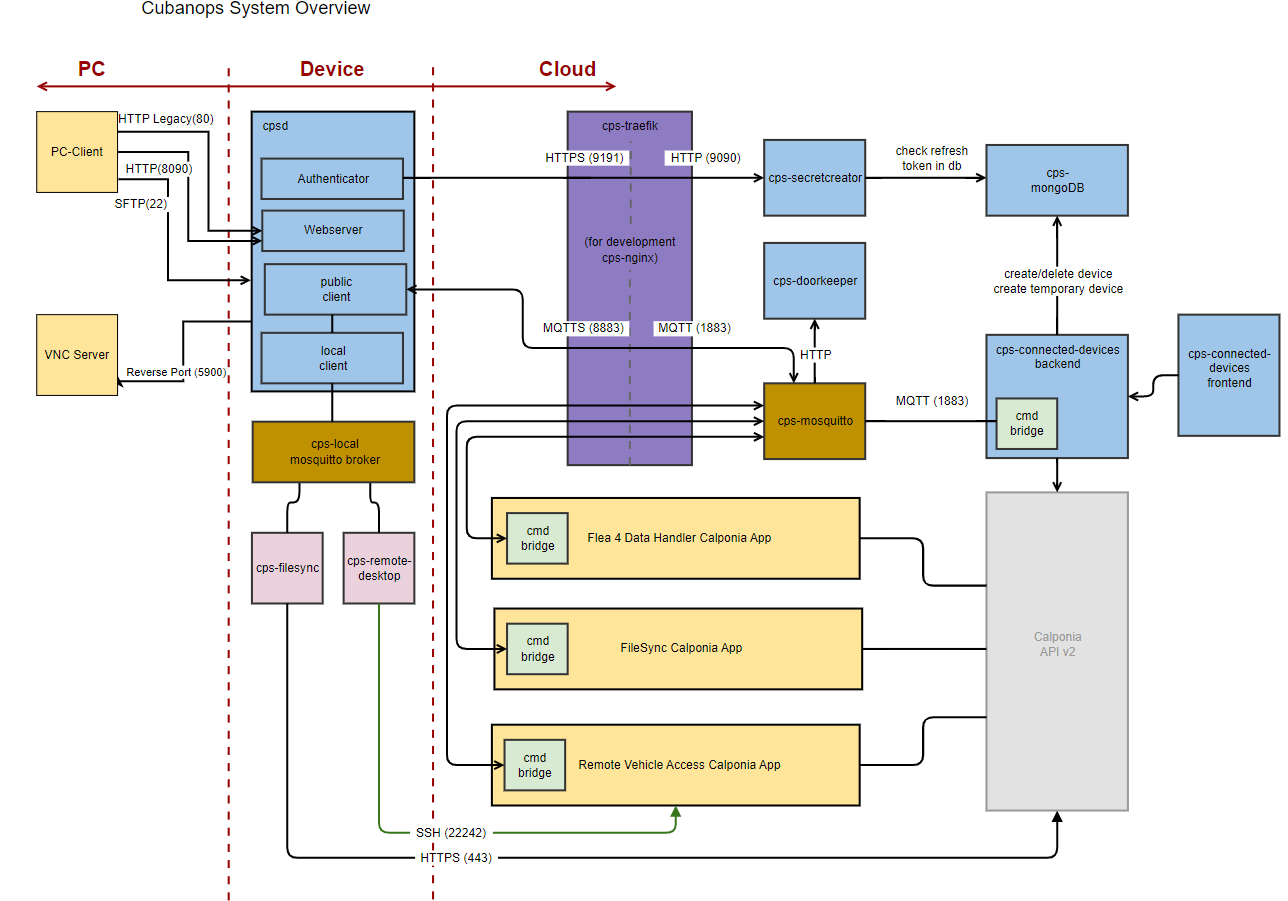 Cubanops System Overview
PC
Device
Cloud
HTTP Legacy(80)
PC-Client
HTTP(8090)
SFTP(22)
cpsd
Authenticator
Webserver
public
client
local
client
VNC Server
Reverse Port (5900)
cps-local
mosquitto broker
cps-filesync
cps-remote-
desktop
cps-traefik
HTTPS (9191)
HTTP (9090)
(for development
cps-nginx)
MQTTS (8883)
MQTT (1883)
cps-secretcreator
check refresh
token in db
cps-
mongoDB
cps-doorkeeper
HTTP
create/delete device
create temporary device
cps-mosquitto
MQTT (1883)
cps-connected-devices
backend
cmd
bridge
cps-connected-
devices
frontend
cmd
bridge
Flea 4 Data Handler Calponia App
cmd
bridge
FileSync Calponia App
cmd
bridge
Remote Vehicle Access Calponia App
Calponia
API v2
SSH (22242)
HTTPS (443)